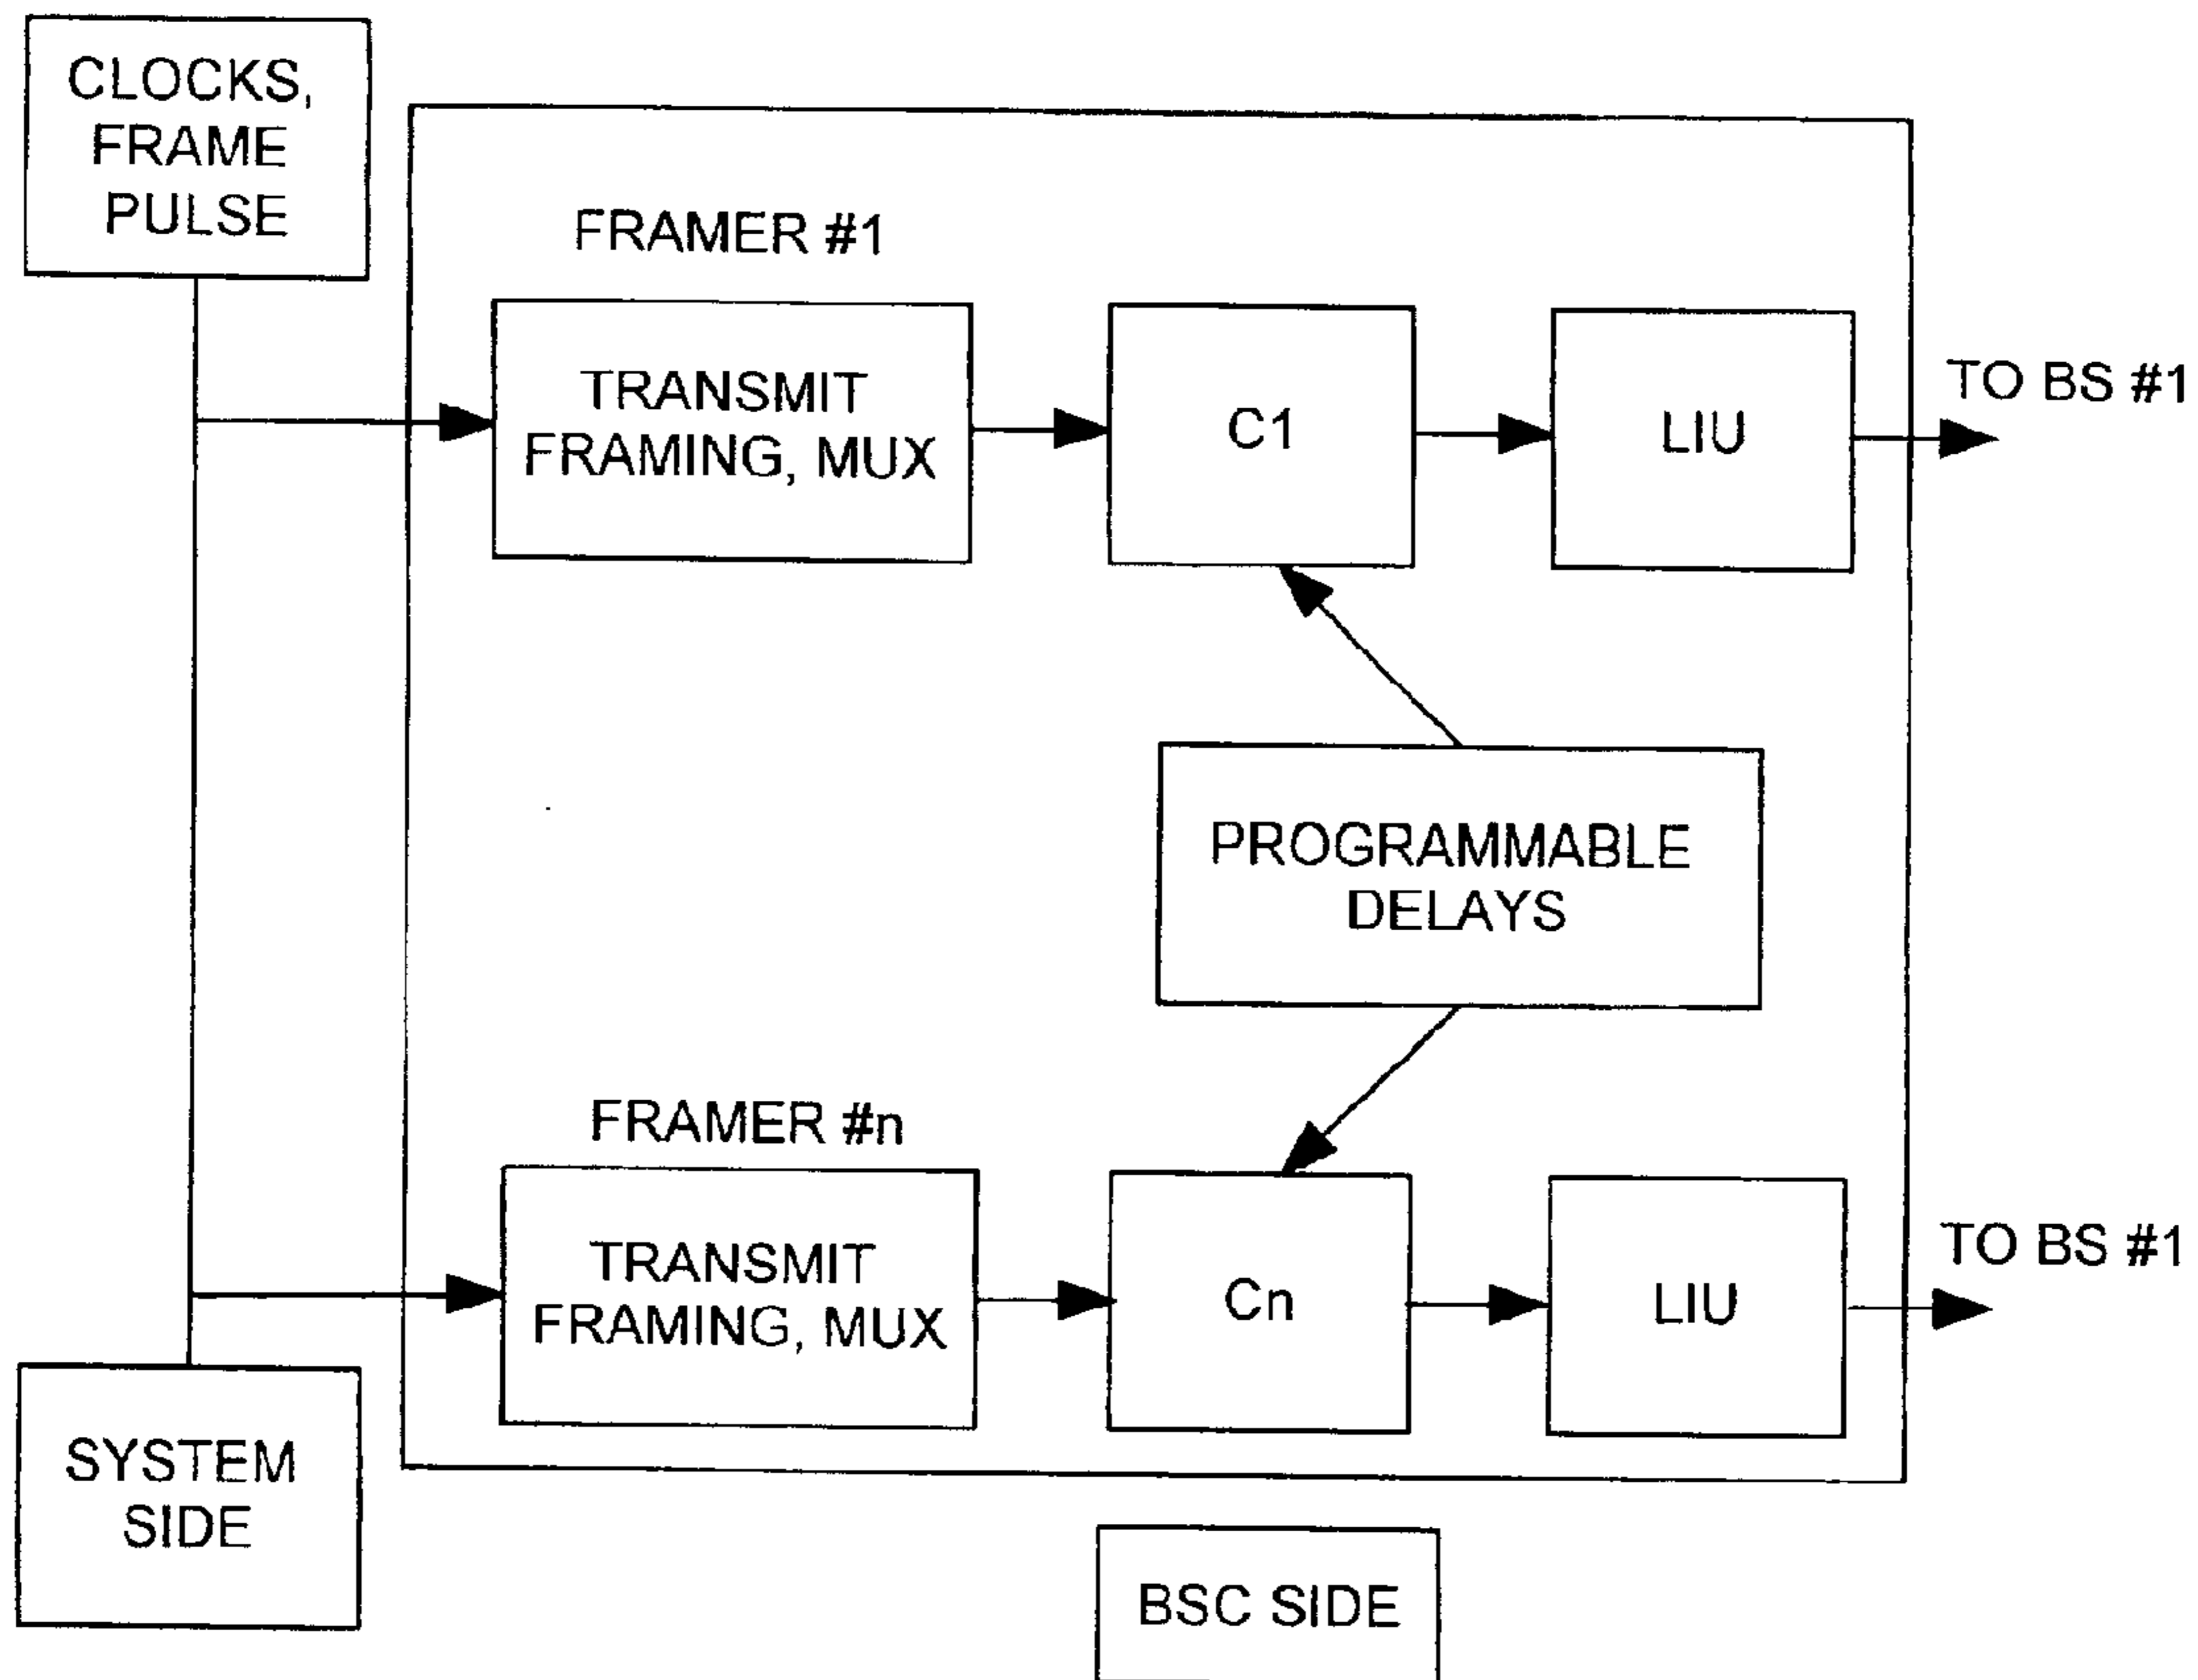 CLOCKS,
FRAME
PULSE
FRAMER #1
TRANSMIT
FRAMING, MUX
C1
LIU
TO BS #1
PROGRAMMABLE
DELAYS
FRAMER #n
TRANSMIT
FRAMING, MUX
Cn
LIU
TO BS #1
SYSTEM
SIDE
BSC SIDE